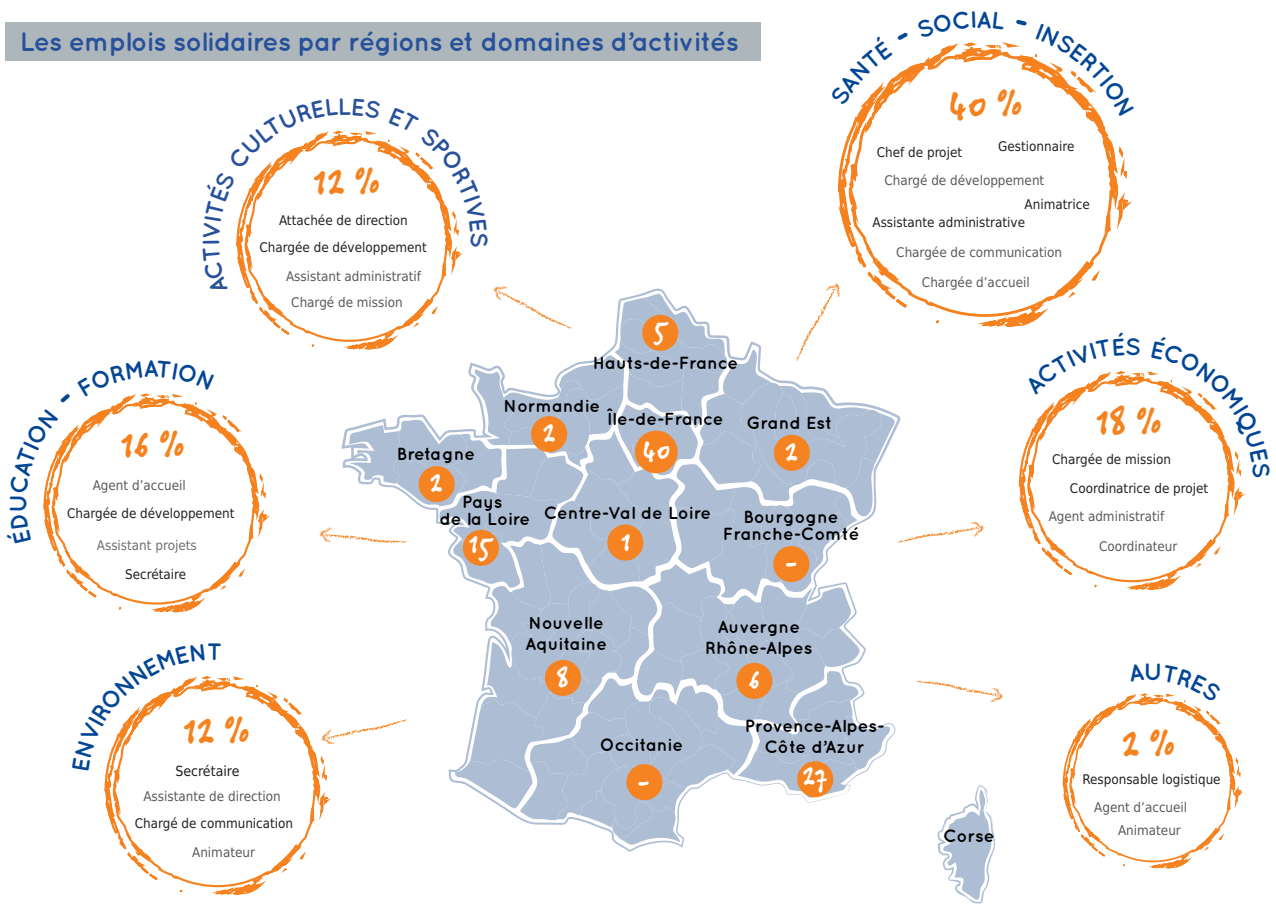 Les emplois solidaires par régions et domaines d'activités
SANTÉ - SOCIAL - INSERTION
40 %
Chef de projet
Gestionnaire
Chargé de développement
Animatrice
Assistante administrative
Chargée de communication
Chargée d'accueil
ACTIVITÉS CULTURELLES ET SPORTIVES
12 %
Attachée de direction
Chargée de développement
Assistant administratif
Chargé de mission
ÉDUCATION - FORMATION
16 %
Agent d'accueil
Chargée de développement
Assistant projets
Secrétaire
ACTIVITÉS ÉCONOMIQUES
18 %
Chargée de mission
Coordinatrice de projet
Agent administratif
Coordinateur
ENVIRONNEMENT
12 %
Secrétaire
Assistante de direction
Chargé de communication
Animateur
AUTRES
2 %
Responsable logistique
Agent d'accueil
Animateur
5
Hauts-de-France
Normandie
2
Île-de-France
40
Grand Est
2
Bretagne
2
Pays
de la Loire
15
Centre-Val de Loire
1
Bourgogne
Franche-Comté
-
Nouvelle
Aquitaine
8
Auvergne
Rhône-Alpes
6
Occitanie
-
Provence-Alpes-
Côte d'Azur
27
Corse